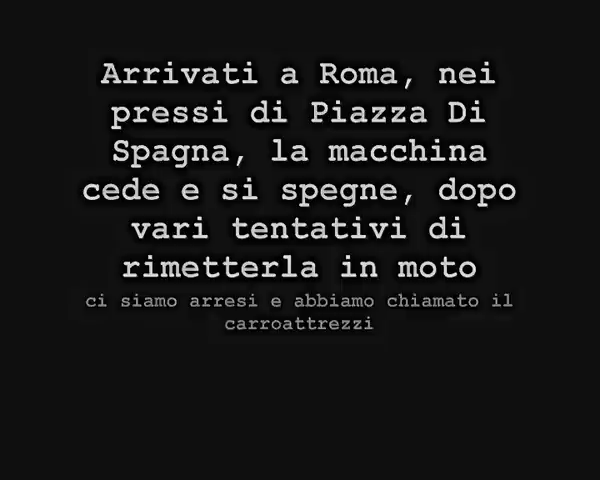 Arrivati a Roma, nei
pressi di Piazza Di
Spagna, la macchina
cede e si spegne, dopo
vari tentativi di
rimetterla in moto
ci siamo arresi e abbiamo chiamato il
carroattrezzi